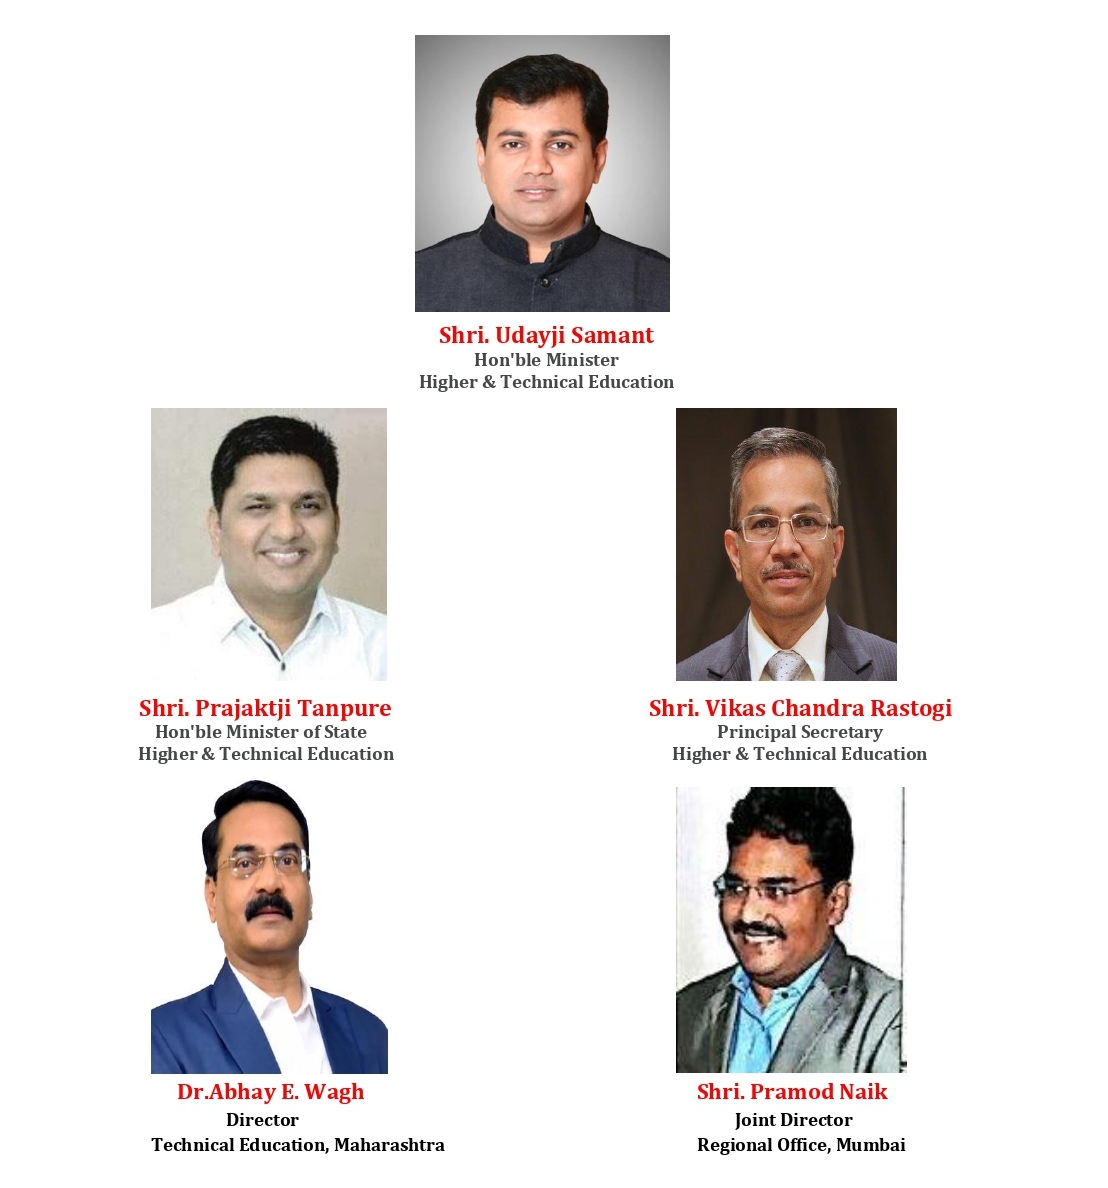 Shri. Udayji Samant
Hon'ble Minister
Higher & Technical Education
Shri. Prajaktji Tanpure
Hon'ble Minister of State
Higher & Technical Education
Shri. Vikas Chandra Rastogi
Principal Secretary
Higher & Technical Education
Dr.Abhay E. Wagh
Director
Technical Education, Maharashtra
Shri. Pramod Naik
Joint Director
Regional Office, Mumbai